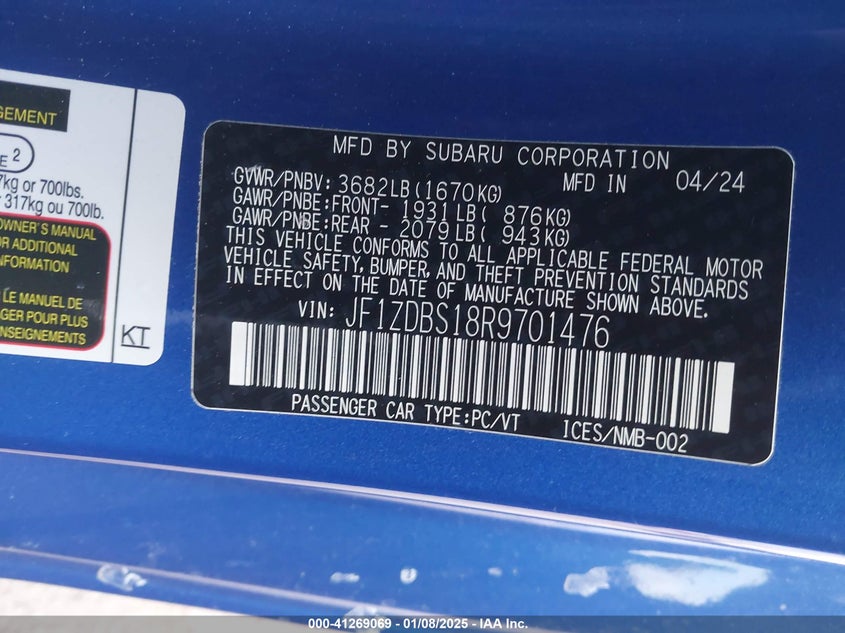 GEMENT
E 2
7kg or 700lbs.
317kg ou 700lb.
OWNER'S MANUAL
OR ADDITIONAL
NFORMATION
LE MANUEL DE
GER POUR PLUS
ENSEIGNEMENTS
KT
MFD BY SUBARU CORPORATION
GVWR/PNBV: 3682LB(1670KG) MFD IN 04/24
GAWR/PNBE:FRONT- 1931LB( 876KG)
GAWR/PNBE:REAR - 2079LB( 943KG)
THIS VEHICLE CONFORMS TO ALL APPLICABLE FEDERAL MOTOR
VEHICLE SAFETY, BUMPER, AND THEFT PREVENTION STANDARDS
IN EFFECT ON THE DATE OF MANUFACTURE SHOWN ABOVE.
VIN: JF1ZDBS18R9701476
PASSENGER CAR TYPE:PC/VT ICES/NMB-002
000-41269069 - 01/08/2025 - IAA Inc.